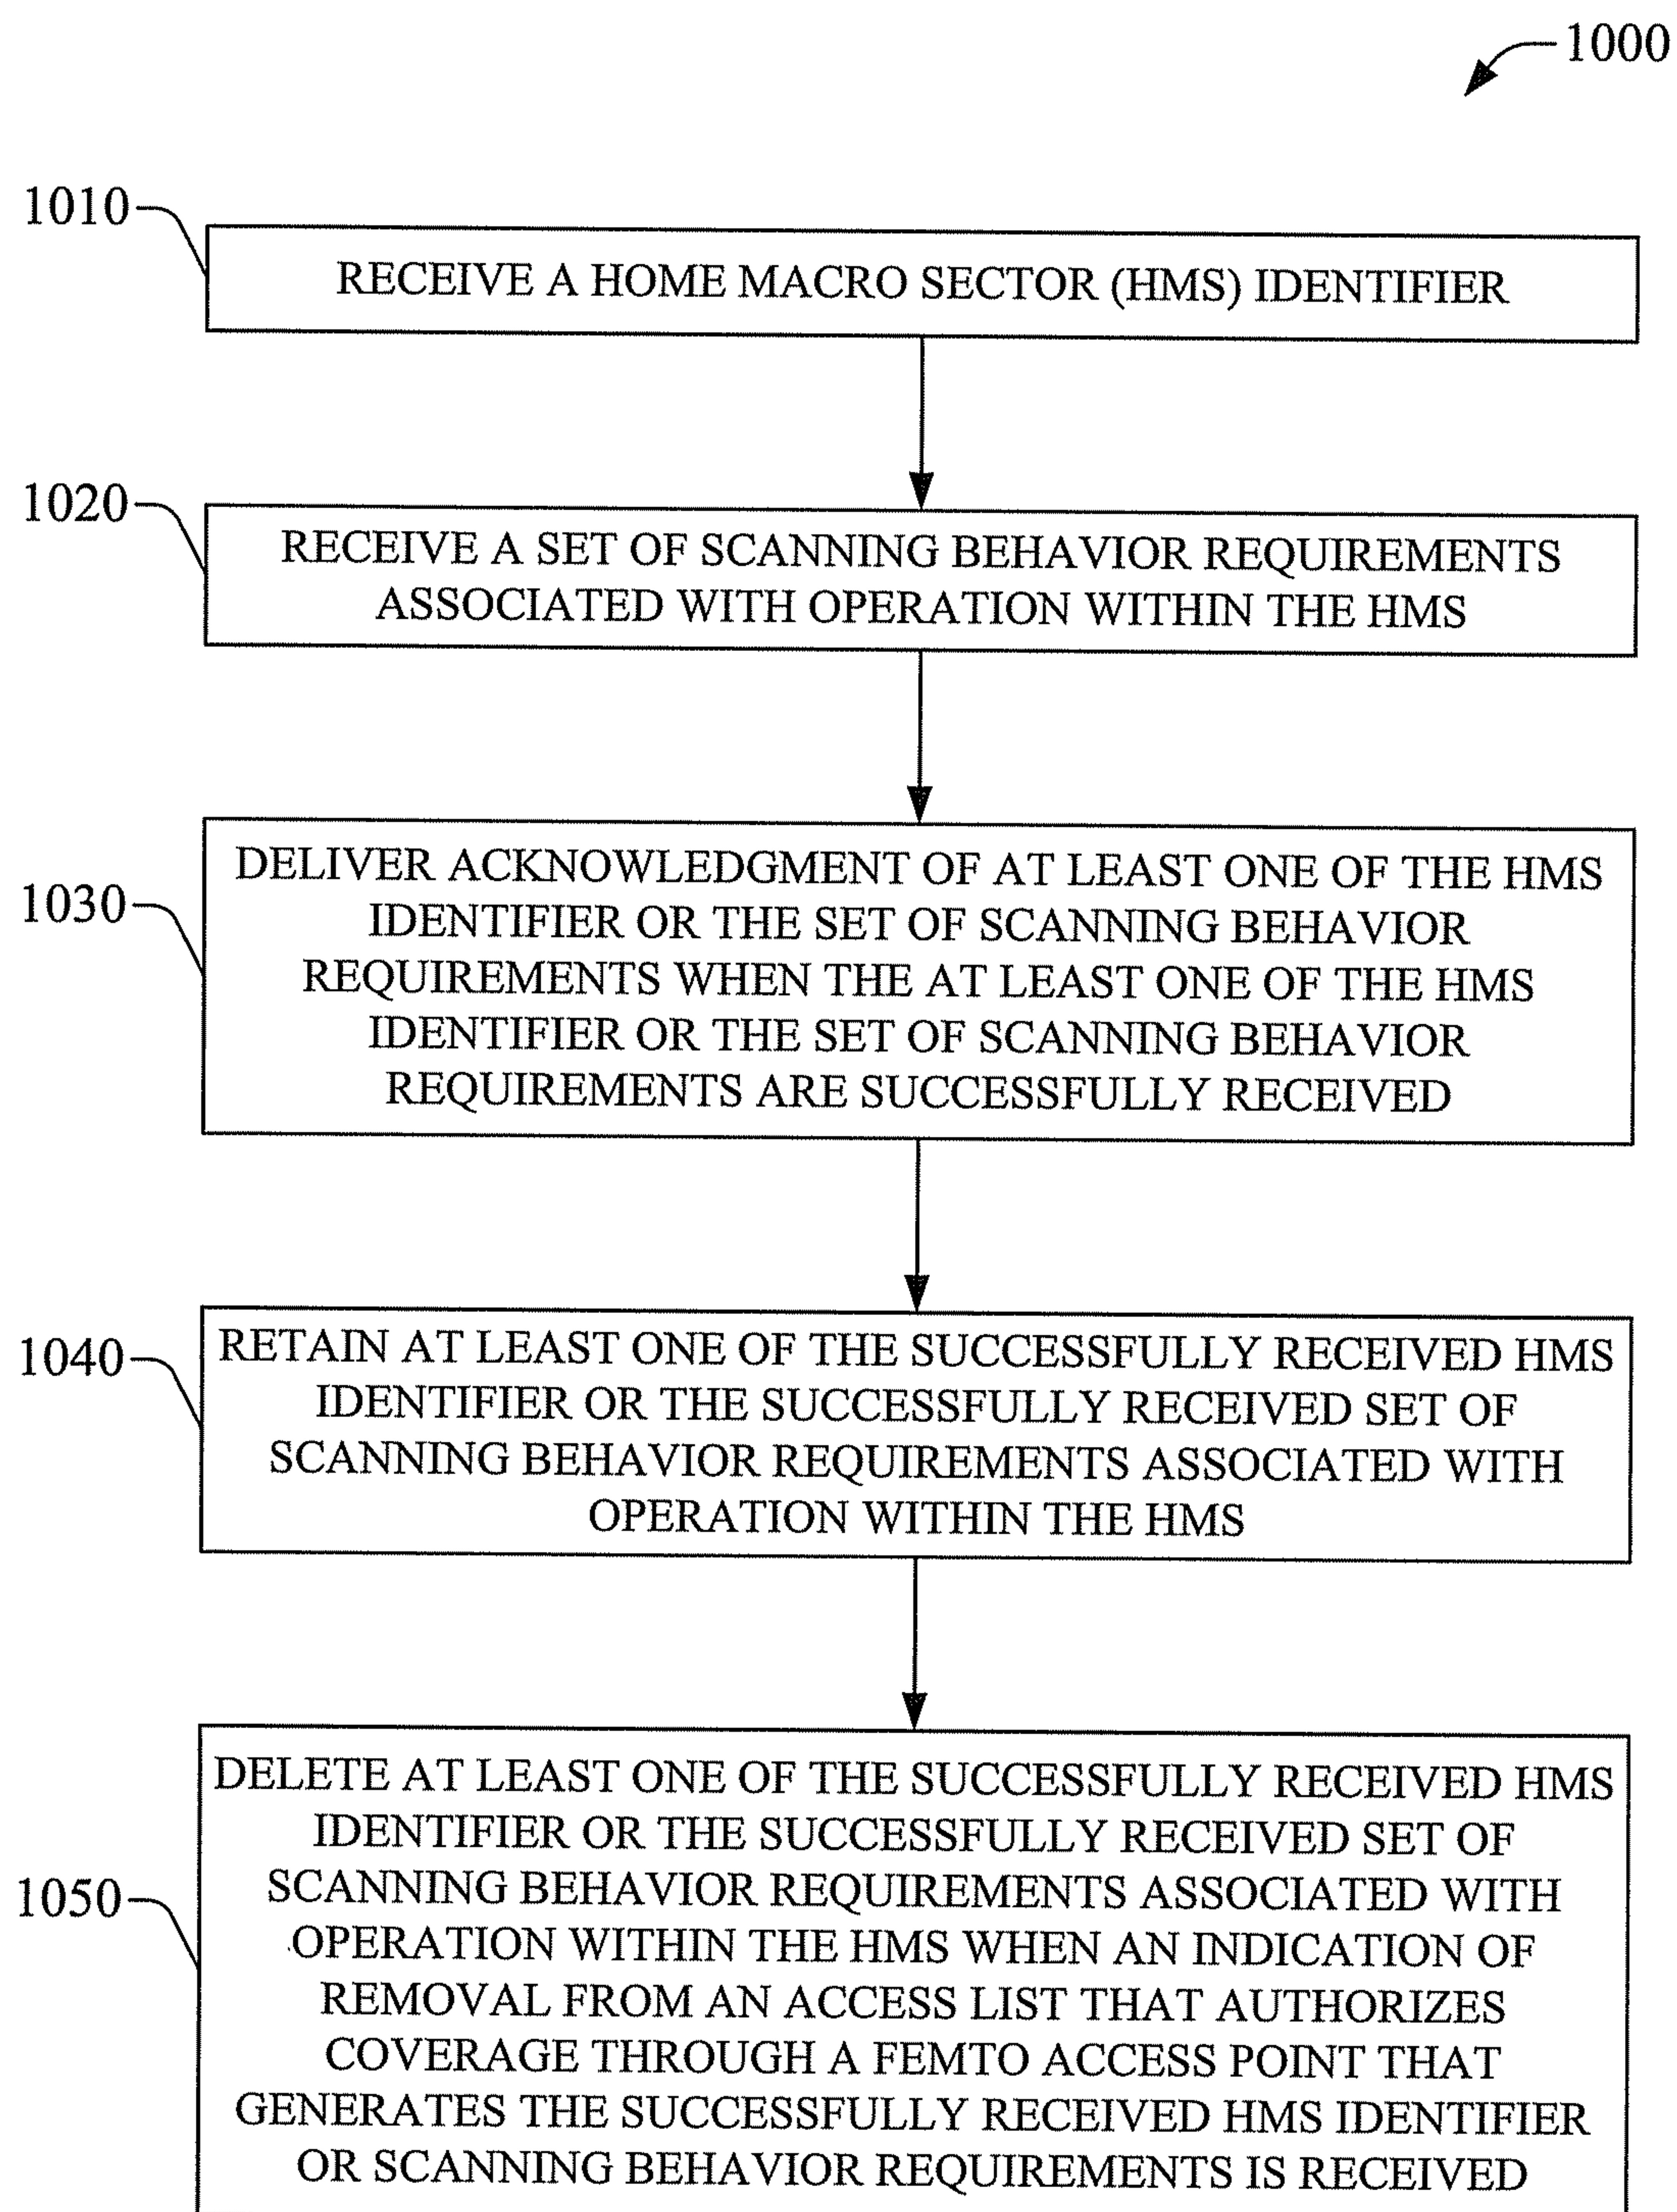 1000
1010
RECEIVE A HOME MACRO SECTOR (HMS) IDENTIFIER
1020
RECEIVE A SET OF SCANNING BEHAVIOR REQUIREMENTS
ASSOCIATED WITH OPERATION WITHIN THE HMS
1030
DELIVER ACKNOWLEDGMENT OF AT LEAST ONE OF THE HMS
IDENTIFIER OR THE SET OF SCANNING BEHAVIOR
REQUIREMENTS WHEN THE AT LEAST ONE OF THE HMS
IDENTIFIER OR THE SET OF SCANNING BEHAVIOR
REQUIREMENTS ARE SUCCESSFULLY RECEIVED
1040
RETAIN AT LEAST ONE OF THE SUCCESSFULLY RECEIVED HMS
IDENTIFIER OR THE SUCCESSFULLY RECEIVED SET OF
SCANNING BEHAVIOR REQUIREMENTS ASSOCIATED WITH
OPERATION WITHIN THE HMS
1050
DELETE AT LEAST ONE OF THE SUCCESSFULLY RECEIVED HMS
IDENTIFIER OR THE SUCCESSFULLY RECEIVED SET OF
SCANNING BEHAVIOR REQUIREMENTS ASSOCIATED WITH
OPERATION WITHIN THE HMS WHEN AN INDICATION OF
REMOVAL FROM AN ACCESS LIST THAT AUTHORIZES
COVERAGE THROUGH A FEMTO ACCESS POINT THAT
GENERATES THE SUCCESSFULLY RECEIVED HMS IDENTIFIER
OR SCANNING BEHAVIOR REQUIREMENTS IS RECEIVED